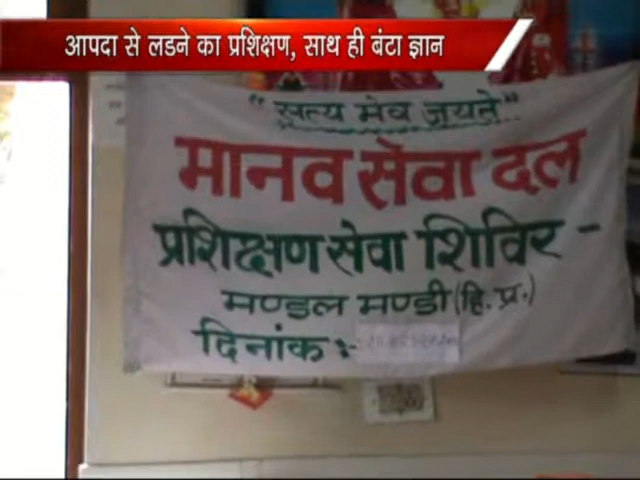 आपदा से लडने का प्रशिक्षण, साथ ही बंटा ज्ञान
"सत्य मेव जयते"
मानव सेवा दल
प्रशिक्षण सेवा शिविर -
मण्डल मण्डी (हि.प्र.)
दिनांक :-